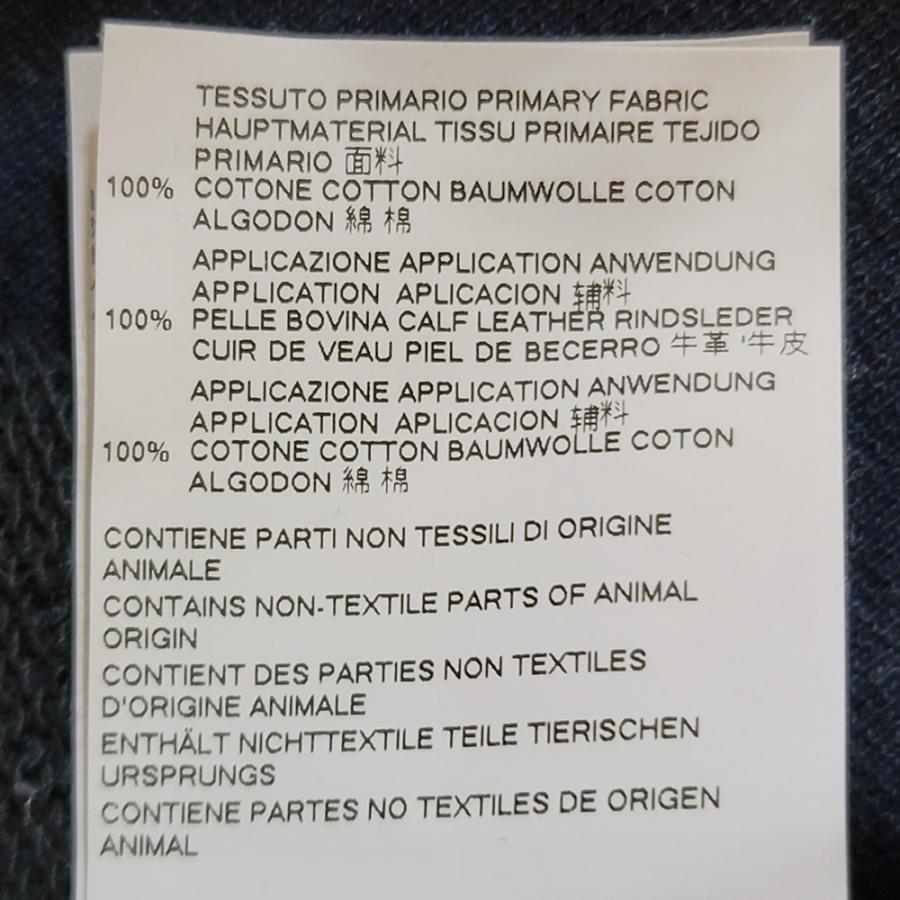 TESSUTO PRIMARIO PRIMARY FABRIC
HAUPTMATERIAL TISSU PRIMAIRE TEJIDO
PRIMARIO 面料
100% COTONE COTTON BAUMWOLLE COTON
ALGODON 綿 棉
APPLICAZIONE APPLICATION ANWENDUNG
APPLICATION APLICACION 辅料
100% PELLE BOVINA CALF LEATHER RINDSLEDER
CUIR DE VEAU PIEL DE BECERRO 牛革 '牛皮
APPLICAZIONE APPLICATION ANWENDUNG
APPLICATION APLICACION 辅料
100% COTONE COTTON BAUMWOLLE COTON
ALGODON 綿 棉
CONTIENE PARTI NON TESSILI DI ORIGINE
ANIMALE
CONTAINS NON-TEXTILE PARTS OF ANIMAL
ORIGIN
CONTIENT DES PARTIES NON TEXTILES
D'ORIGINE ANIMALE
ENTHÄLT NICHTTEXTILE TEILE TIERISCHEN
URSPRUNGS
CONTIENE PARTES NO TEXTILES DE ORIGEN
ANIMAL